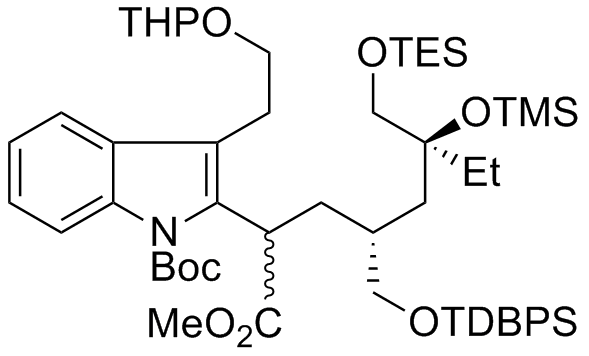 THPO
OTES
OTMS
Et
N
Boc
MeO2C
OTDBPS